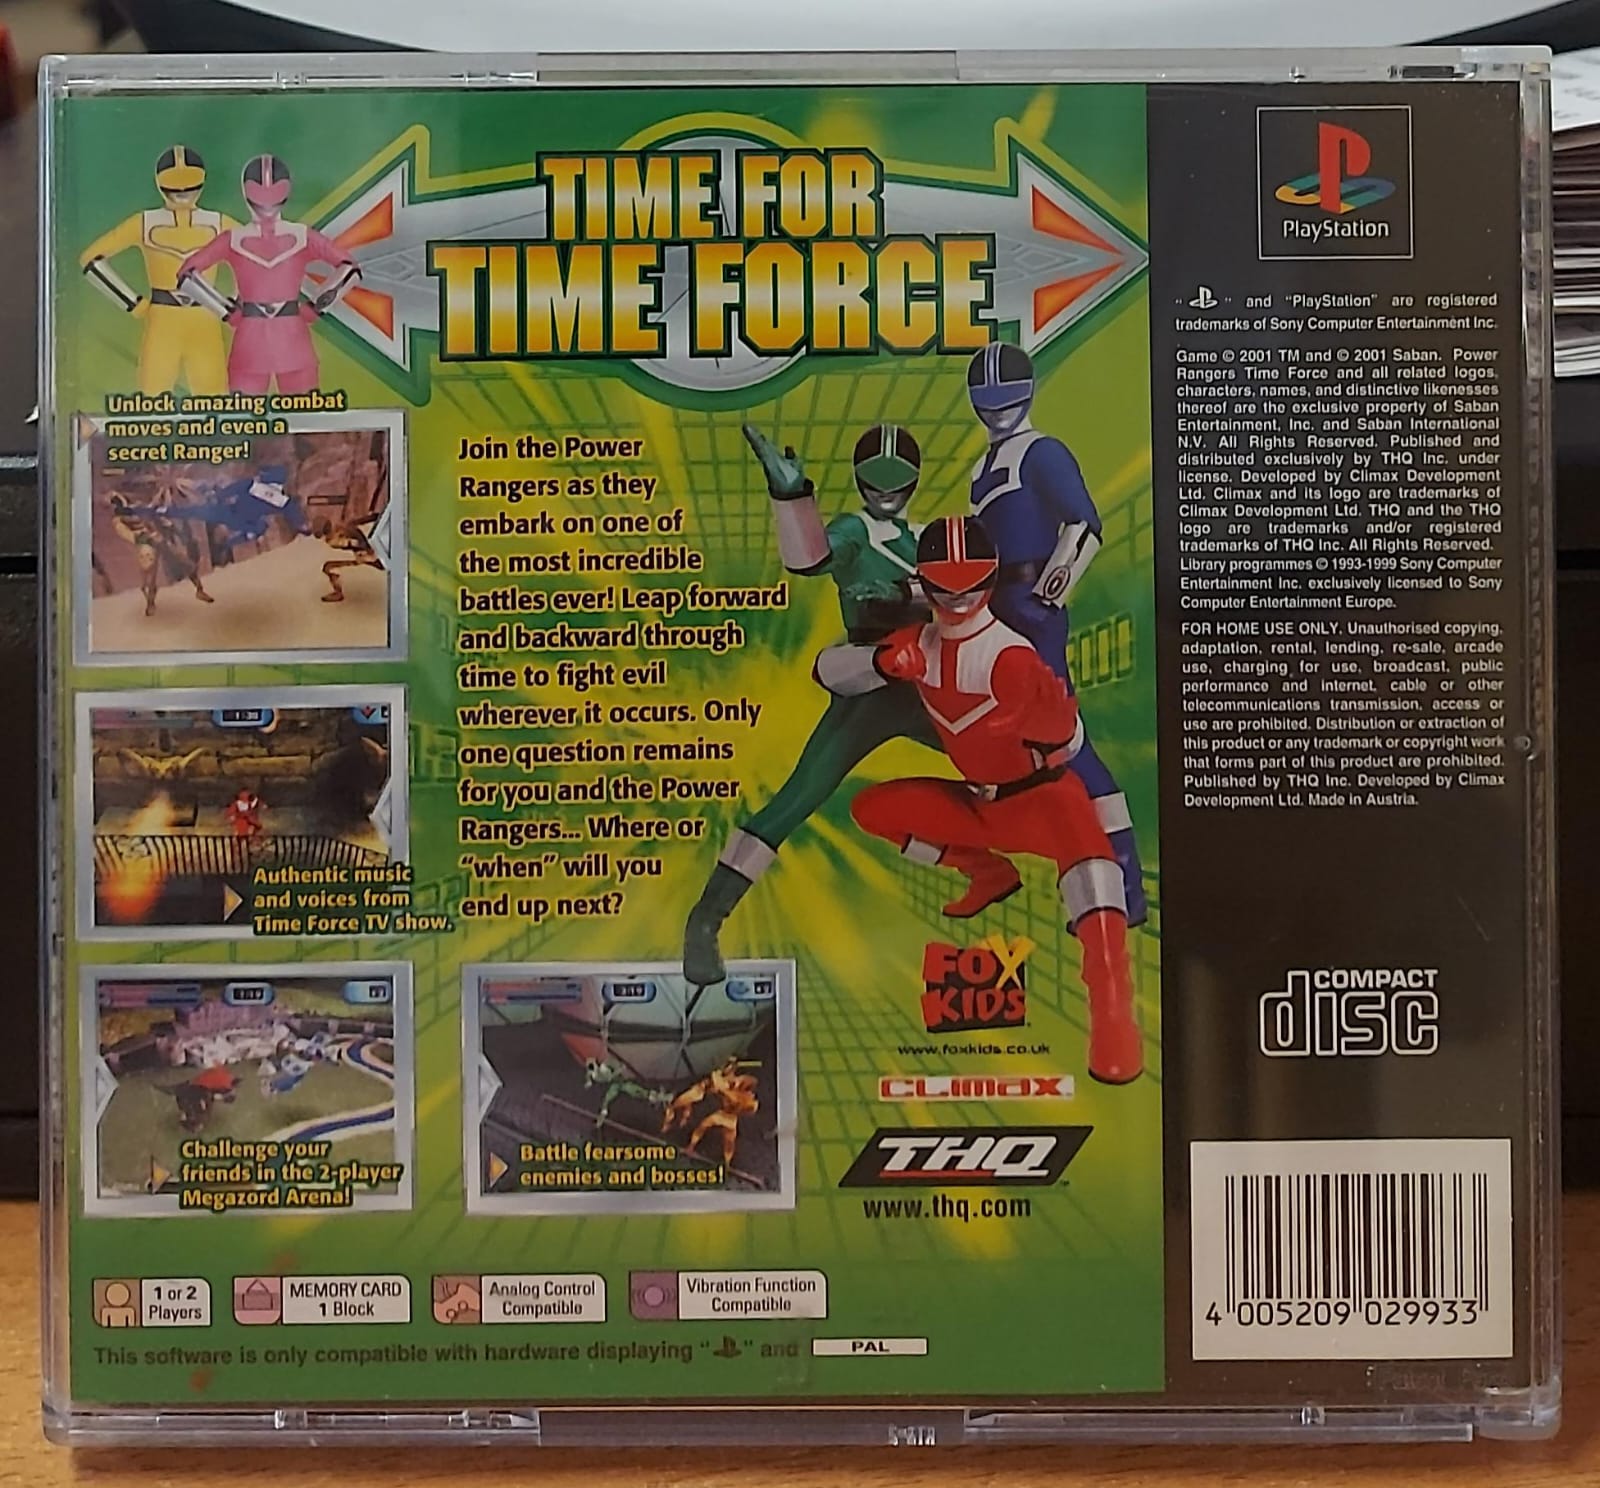 TIME FOR
TIME FORCE
Unlock amazing combat
moves and even a
secret Ranger!
Join the Power
Rangers as they
embark on one of
the most incredible
battles ever! Leap forward
and backward through
time to fight evil
wherever it occurs. Only
one question remains
for you and the Power
Rangers... Where or
"when" will you
end up next?
Authentic music
and voices from
Time Force TV show.
Challenge your
friends in the 2-player
Megazord Arena!
Battle fearsome
enemies and bosses!
FOX
KIDS
www.foxkids.co.uk
CLIMAX
THQ
www.thq.com
1 or 2
Players
MEMORY CARD
1 Block
Analog Control
Compatible
Vibration Function
Compatible
This software is only compatible with hardware displaying " " and PAL
PlayStation
" " and "PlayStation" are registered
trademarks of Sony Computer Entertainment Inc.
Game © 2001 TM and © 2001 Saban. Power
Rangers Time Force and all related logos,
characters, names, and distinctive likenesses
thereof are the exclusive property of Saban
Entertainment, Inc. and Saban International
N.V. All Rights Reserved. Published and
distributed exclusively by THQ Inc. under
license. Developed by Climax Development
Ltd. Climax and its logo are trademarks of
Climax Development Ltd. THQ and the THQ
logo are trademarks and/or registered
trademarks of THQ Inc. All Rights Reserved.
Library programmes © 1993-1999 Sony Computer
Entertainment Inc. exclusively licensed to Sony
Computer Entertainment Europe.
FOR HOME USE ONLY. Unauthorised copying,
adaptation, rental, lending, re-sale, arcade
use, charging for use, broadcast, public
performance and internet, cable or other
telecommunications transmission, access or
use are prohibited. Distribution or extraction of
this product or any trademark or copyright work
that forms part of this product are prohibited.
Published by THQ Inc. Developed by Climax
Development Ltd. Made in Austria.
COMPACT
disc
4 005209 029933